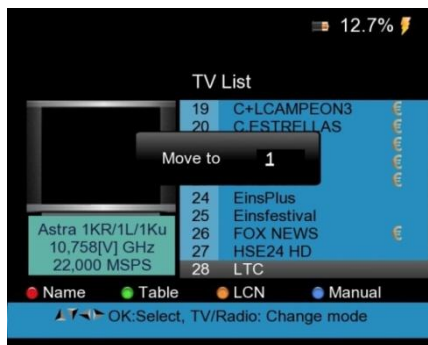 12.7%
TV List
19 C+LCAMPEON3 €
20 C.ESTRELLAS €
€
€
€
Move to 1
24 EinsPlus
25 Einsfestival
26 FOX NEWS €
27 HSE24 HD
28 LTC
Astra 1KR/1L/1Ku
10,758[V] GHz
22,000 MSPS
Name Table LCN Manual
OK:Select, TV/Radio: Change mode